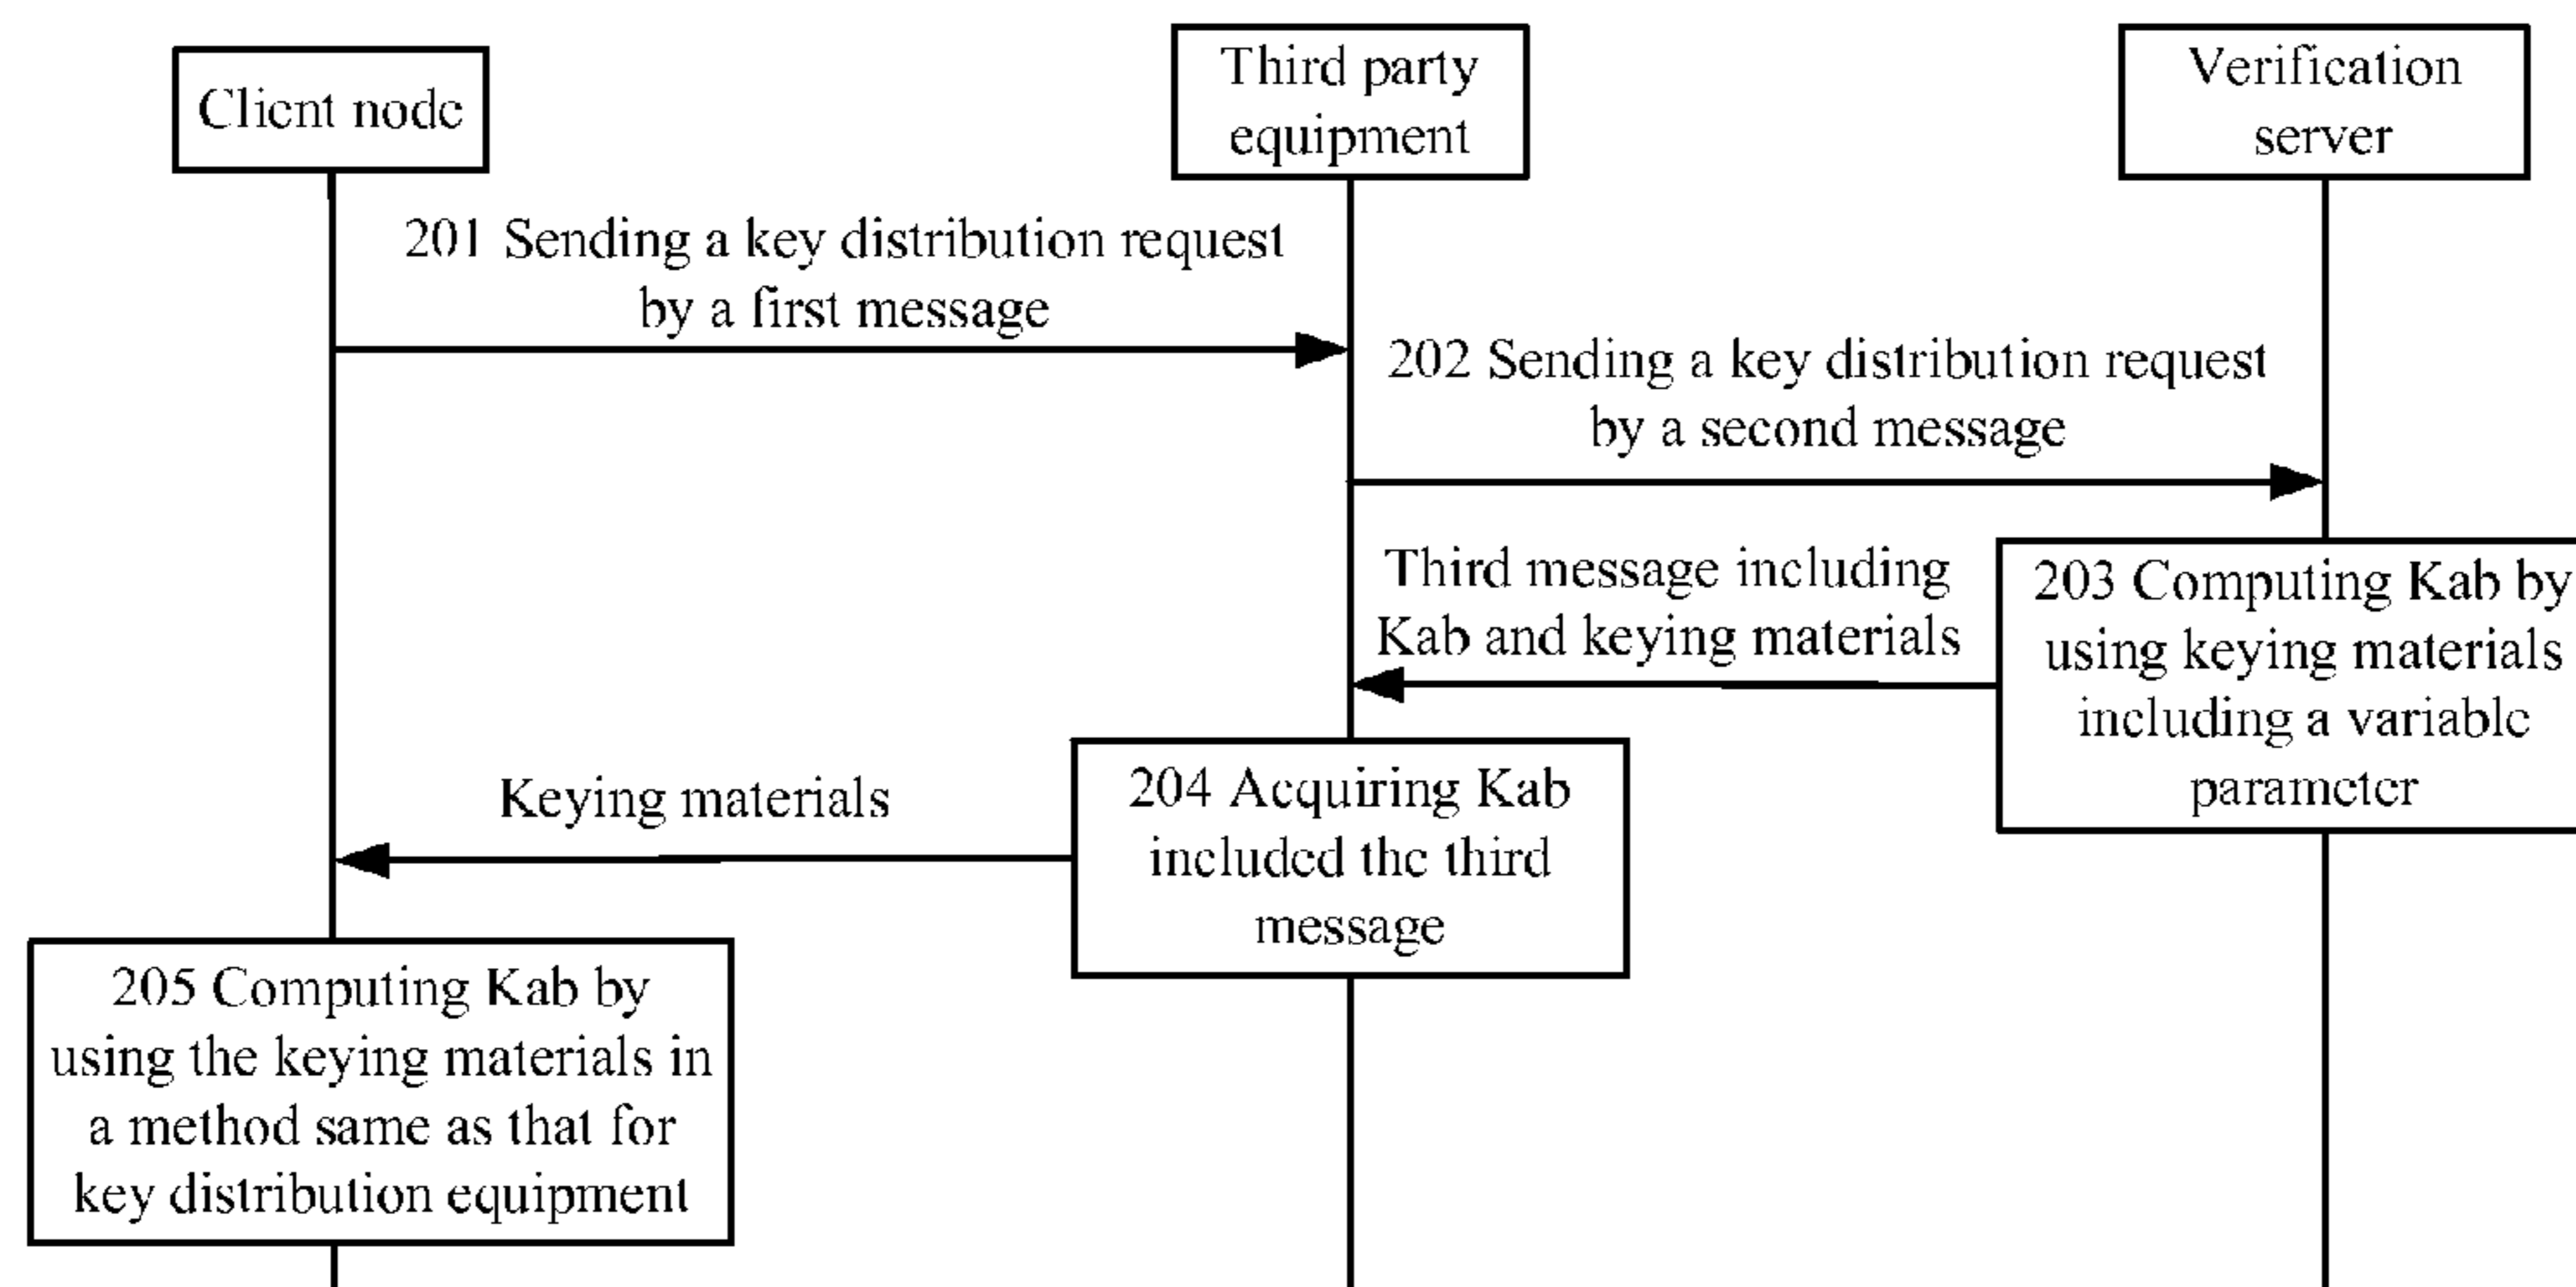 Client node
Third party
equipment
Verification
server
201 Sending a key distribution request
by a first message
202 Sending a key distribution request
by a second message
Third message including
Kab and keying materials
203 Computing Kab by
using keying materials
including a variable
parameter
Keying materials
204 Acquiring Kab
included the third
message
205 Computing Kab by
using the keying materials in
a method same as that for
key distribution equipment